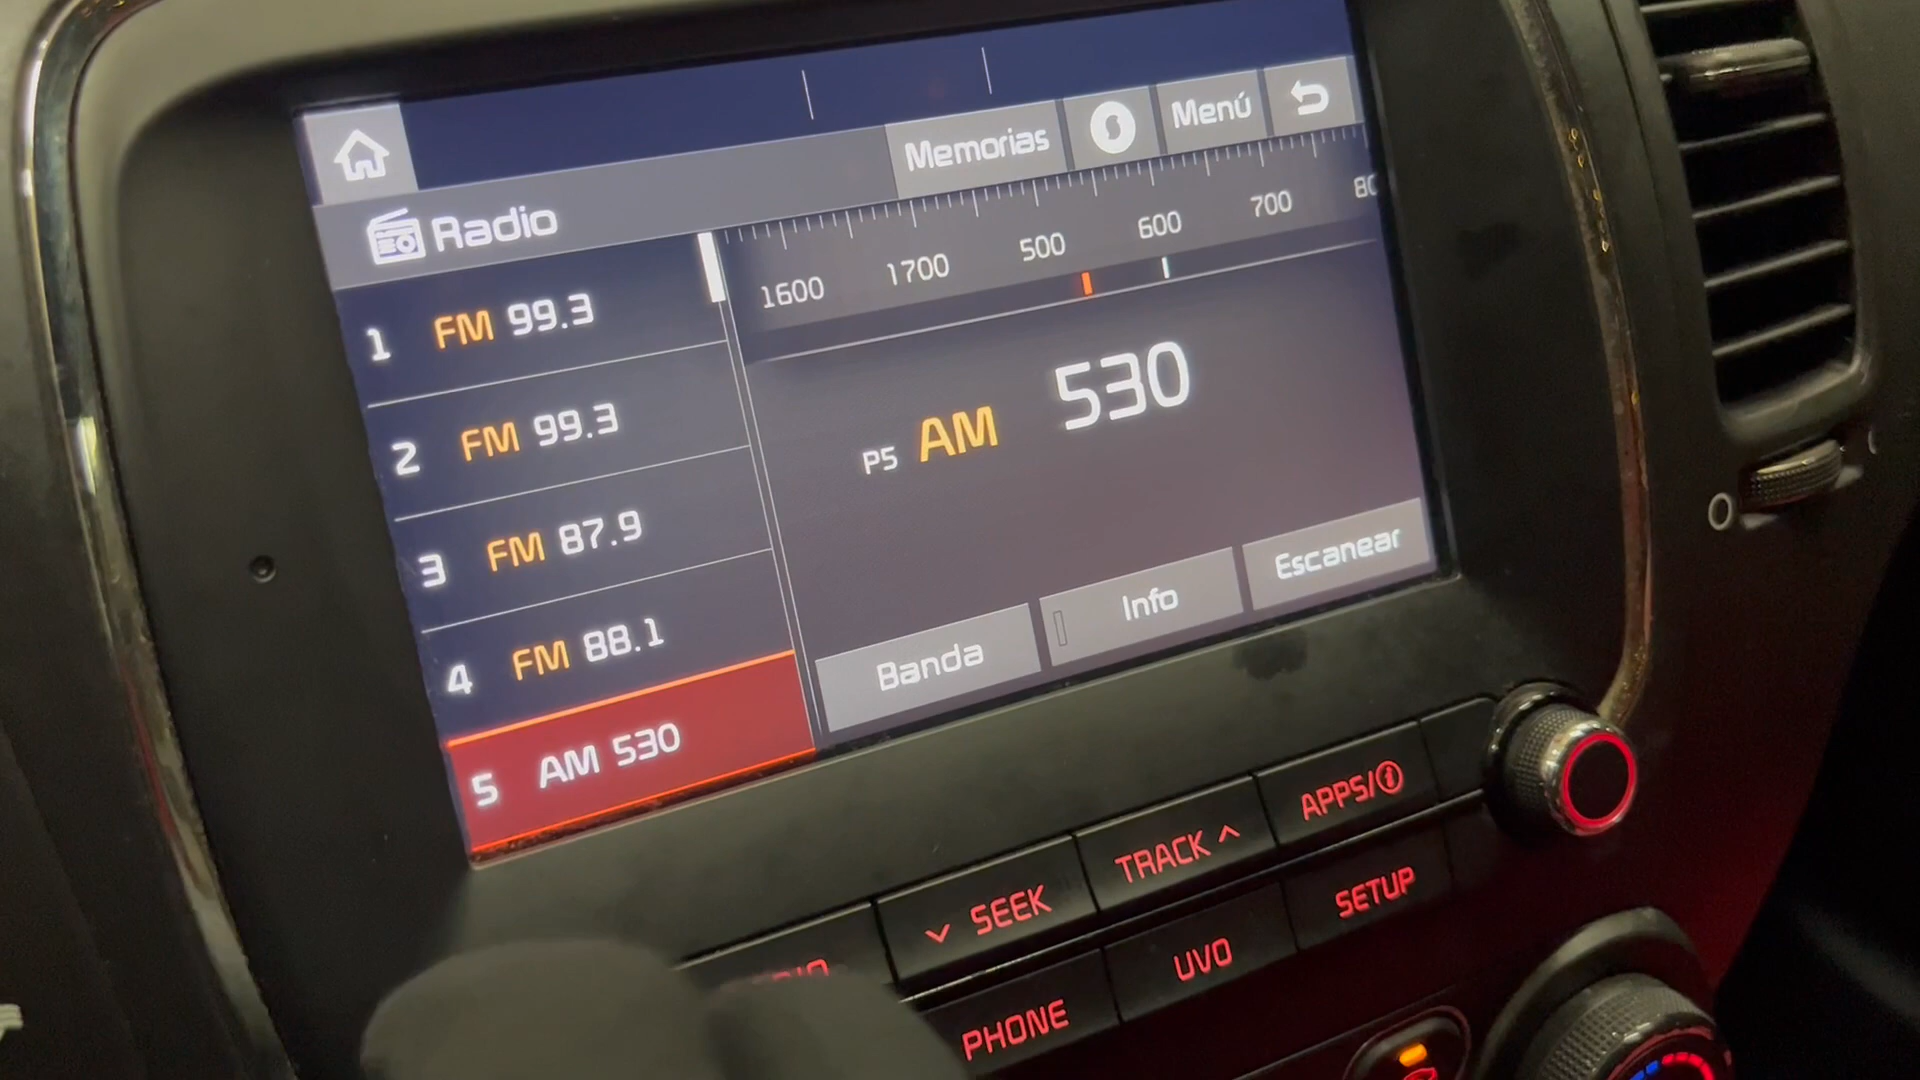 Memorias
Menú
Radio
1600 1700 500 600 700
1 FM 99.3
2 FM 99.3
3 FM 87.9
4 FM 88.1
5 AM 530
P5 AM 530
Banda
Info
Escanear
SEEK
TRACK
APPS/i
PHONE
UVO
SETUP